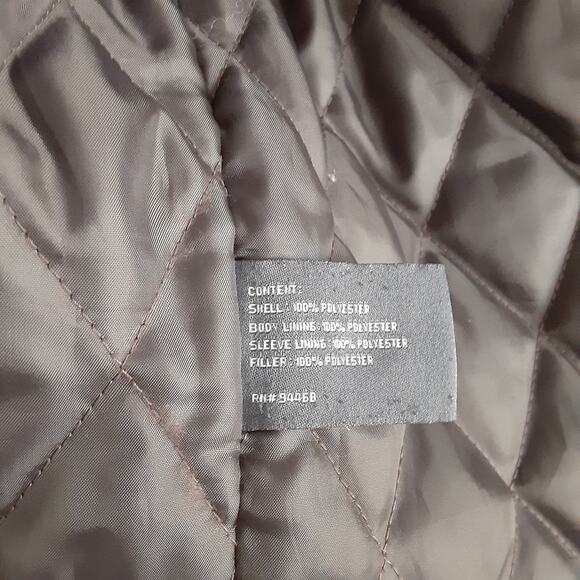 CONTENT:
SHELL: 100% POLYESTER
BODY LINING: 100% POLYESTER
SLEEVE LINING: 100% POLYESTER
FILLER: 100% POLYESTER
RN# 94468